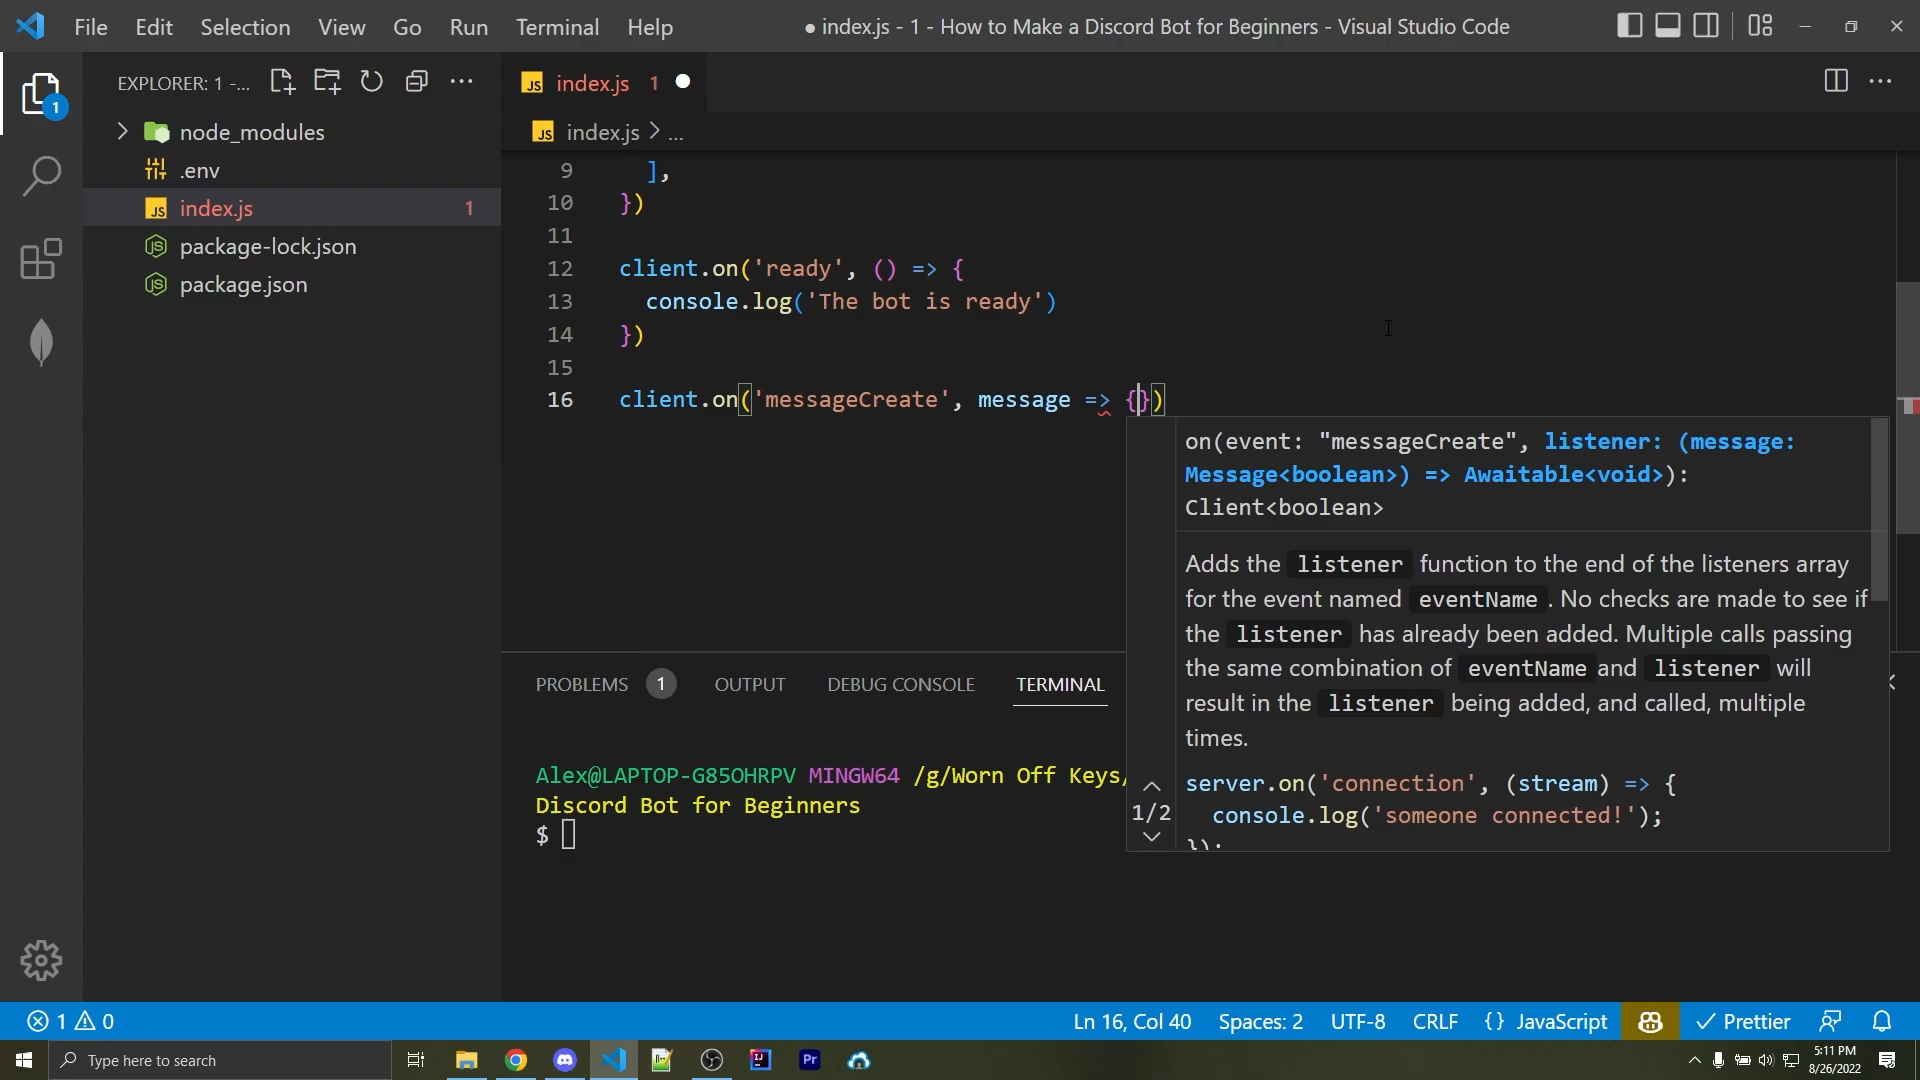 File Edit Selection View Go Run Terminal Help
● index.js - 1 - How to Make a Discord Bot for Beginners - Visual Studio Code
EXPLORER: 1 -...
JS index.js 1
1
node_modules
JS index.js > ...
.env
JS index.js 1
package-lock.json
package.json
9 ],
10 })
11
12 client.on('ready', () => {
13 console.log('The bot is ready')
14 })
15
16 client.on('messageCreate', message => {})
on(event: "messageCreate", listener: (message:
Message<boolean>) => Awaitable<void>):
Client<boolean>
Adds the listener function to the end of the listeners array
for the event named eventName . No checks are made to see if
the listener has already been added. Multiple calls passing
the same combination of eventName and listener will
result in the listener being added, and called, multiple
times.
server.on('connection', (stream) => {
console.log('someone connected!');
});
1/2
PROBLEMS 1 OUTPUT DEBUG CONSOLE TERMINAL
Alex@LAPTOP-G85OHRPV MINGW64 /g/Worn Off Keys/
Discord Bot for Beginners
$
1 0
Ln 16, Col 40 Spaces: 2 UTF-8 CRLF {} JavaScript Prettier
Type here to search
IJ
Pr
5:11 PM
8/26/2022